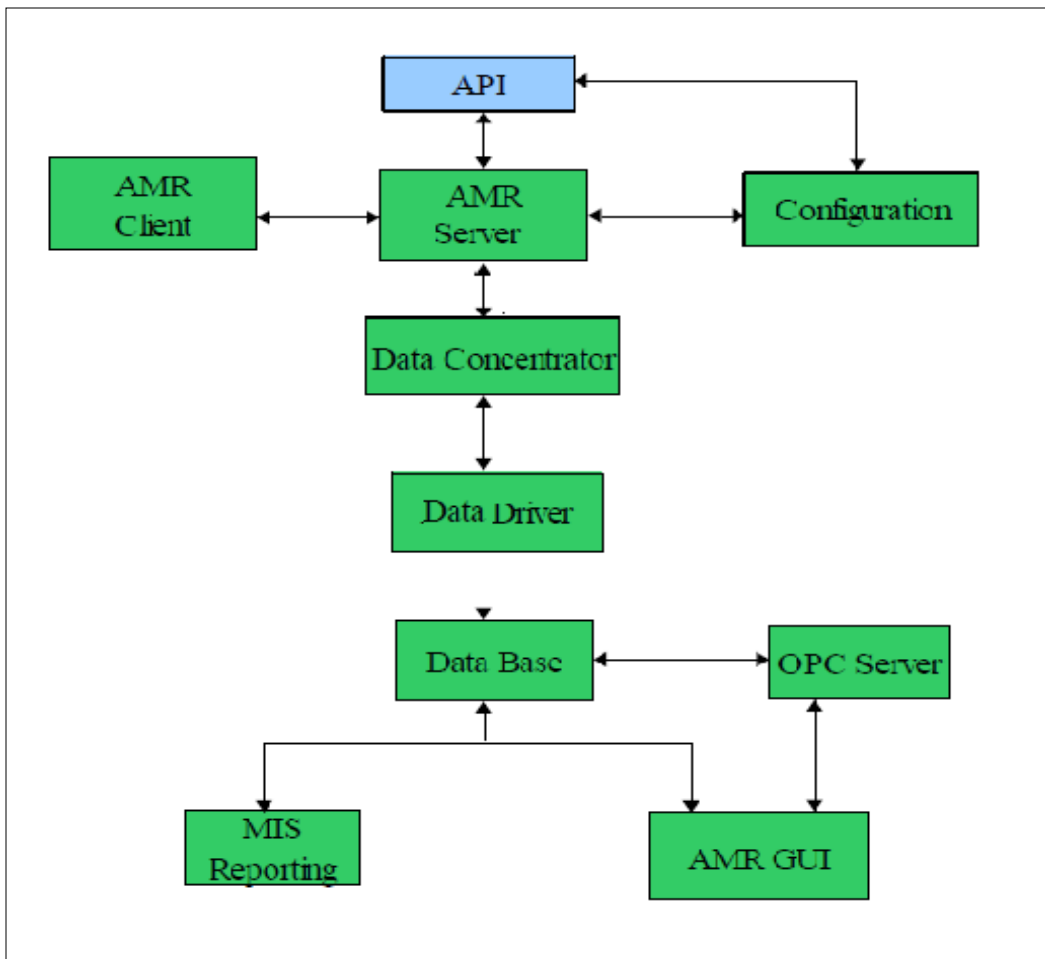 API
AMR
Client
AMR
Server
Configuration
Data Concentrator
Data Driver
Data Base
OPC Server
MIS
Reporting
AMR GUI